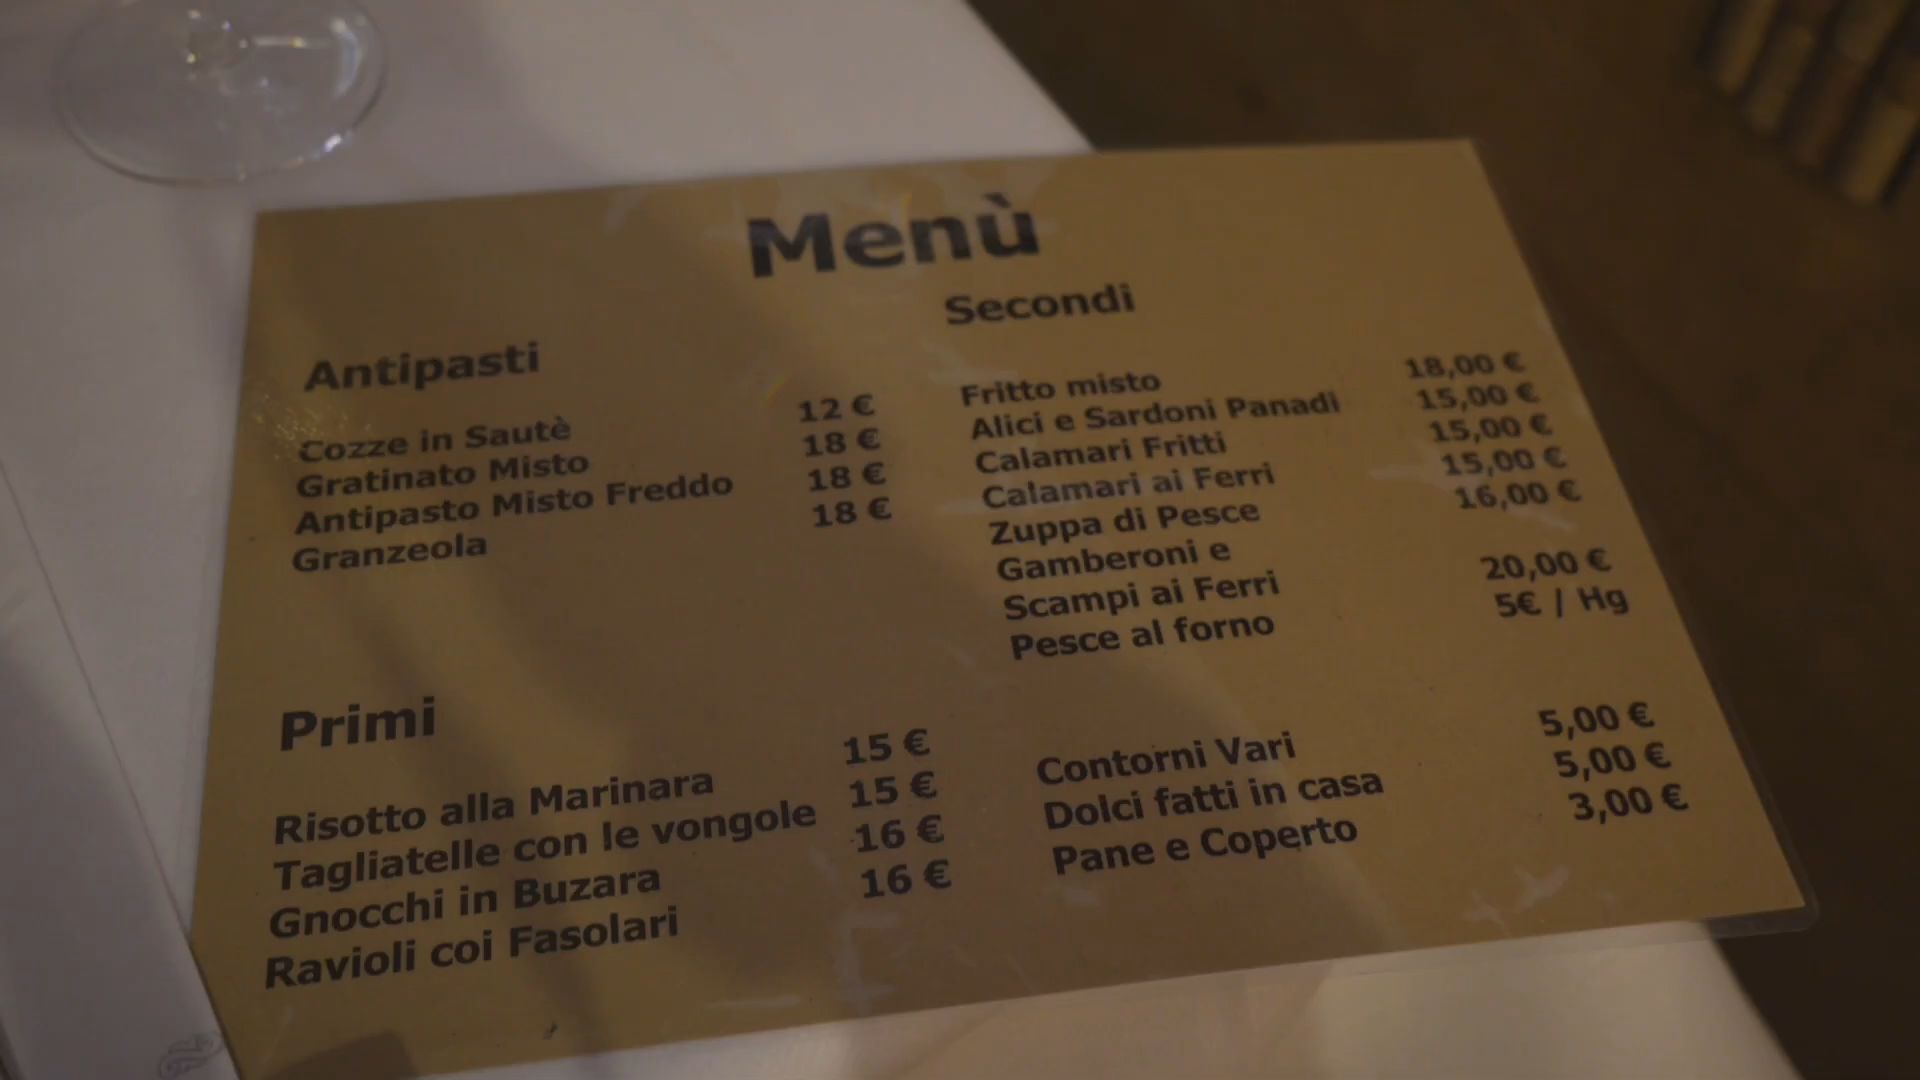 Menù
Antipasti
Cozze in Sautè 12 €
Gratinato Misto 18 €
Antipasto Misto Freddo 18 €
Granzeola 18 €
Primi
Risotto alla Marinara 15 €
Tagliatelle con le vongole 15 €
Gnocchi in Buzara 16 €
Ravioli coi Fasolari 16 €
Secondi
Fritto misto 18,00 €
Alici e Sardoni Panadi 15,00 €
Calamari Fritti 15,00 €
Calamari ai Ferri 15,00 €
Zuppa di Pesce 16,00 €
Gamberoni e
Scampi ai Ferri 20,00 €
Pesce al forno 5€ / Hg
Contorni Vari 5,00 €
Dolci fatti in casa 5,00 €
Pane e Coperto 3,00 €